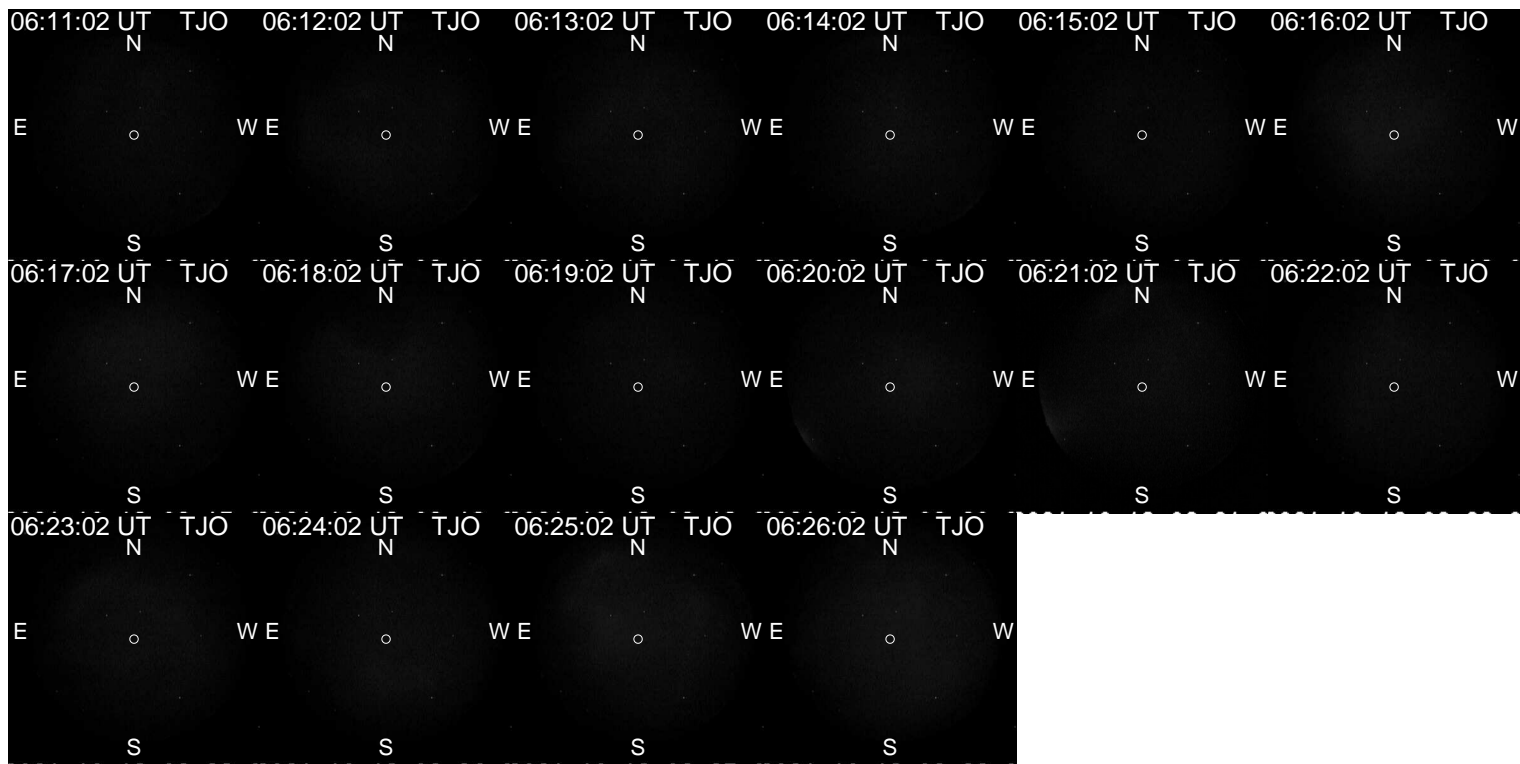 06:11:02 UT TJO 06:12:02 UT TJO 06:13:02 UT TJO 06:14:02 UT TJO 06:15:02 UT TJO 06:16:02 UT TJO
N N N N N N
E W E W E W E W E W E W
S S S S S S
06:17:02 UT TJO 06:18:02 UT TJO 06:19:02 UT TJO 06:20:02 UT TJO 06:21:02 UT TJO 06:22:02 UT TJO
N N N N N N
E W E W E W E W E W E W
S S S S S S
06:23:02 UT TJO 06:24:02 UT TJO 06:25:02 UT TJO 06:26:02 UT TJO
N N N N
E W E W E W E W
S S S S